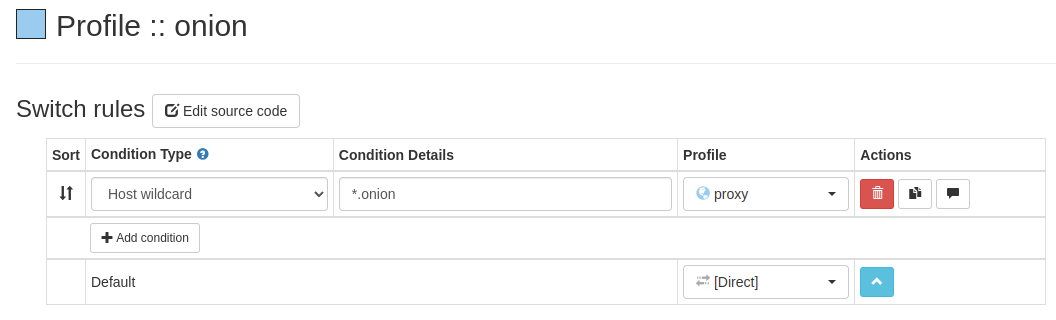 Profile :: onion
Switch rules Edit source code
Sort Condition Type Condition Details Profile Actions
Host wildcard *.onion proxy
Add condition
Default [Direct]